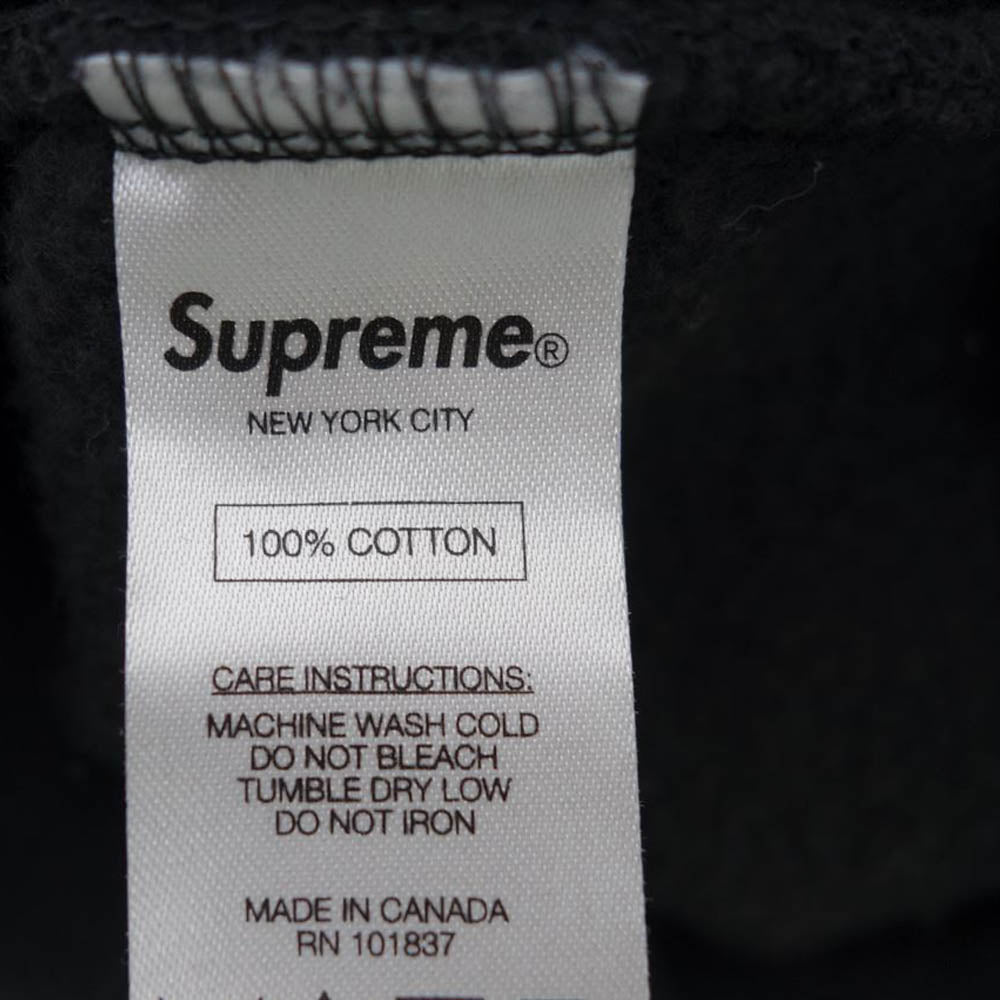 Supreme®
NEW YORK CITY
100% COTTON
CARE INSTRUCTIONS:
MACHINE WASH COLD
DO NOT BLEACH
TUMBLE DRY LOW
DO NOT IRON
MADE IN CANADA
RN 101837